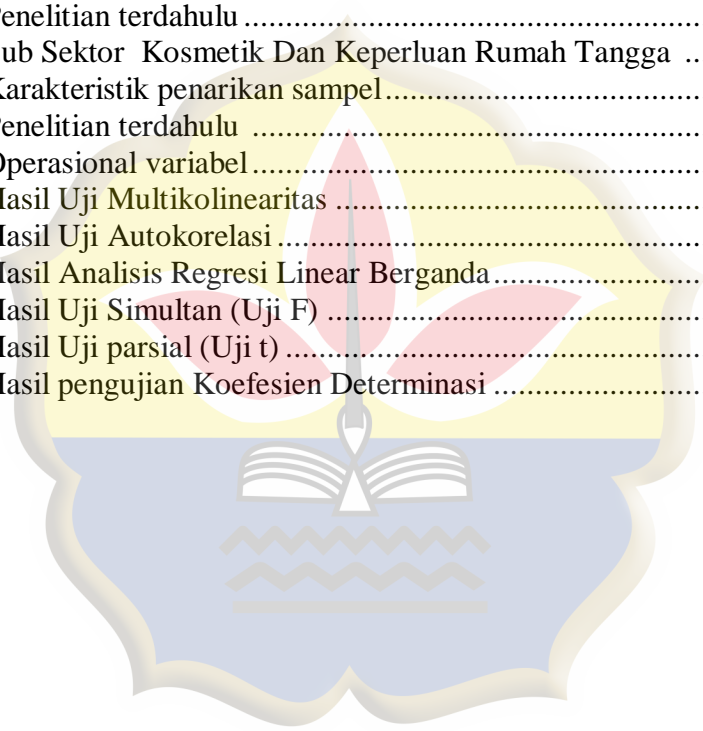 Penelitian terdahulu ......................................................
Sub Sektor Kosmetik Dan Keperluan Rumah Tangga ..
Karakteristik penarikan sampel.....................................
Penelitian terdahulu .....................................................
Operasional variabel.....................................................
Hasil Uji Multikolinearitas ...........................................
Hasil Uji Autokorelasi ..................................................
Hasil Analisis Regresi Linear Berganda........................
Hasil Uji Simultan (Uji F) ............................................
Hasil Uji parsial (Uji t) .................................................
Hasil pengujian Koefesien Determinasi ........................